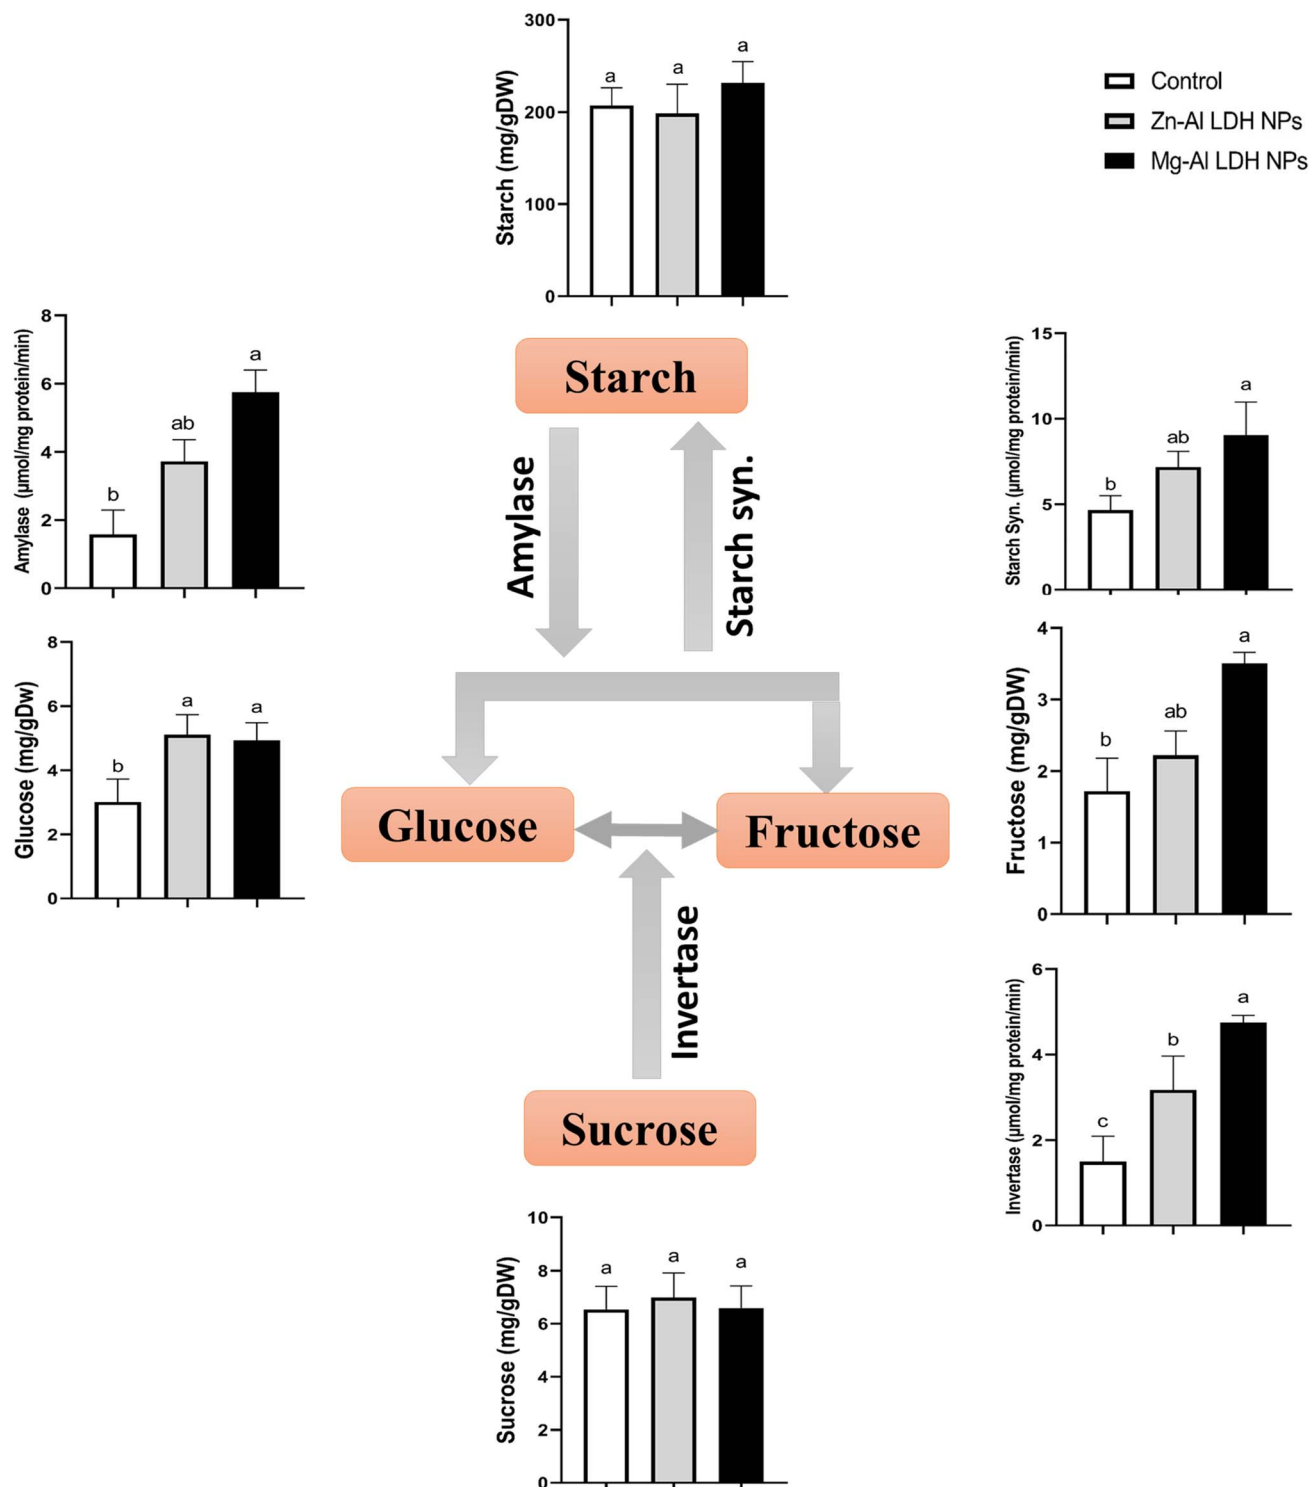 300
200
100
0
Starch (mg/gDW)
a
a
a
Control
Zn-Al LDH NPs
Mg-Al LDH NPs
8
6
4
2
0
Amylase (µmol/mg protein/min)
b
ab
a
Starch
Amylase
Starch syn.
15
10
5
0
Starch Syn. (µmol/mg protein/min)
b
ab
a
8
6
4
2
0
Glucose (mg/gDw)
b
a
a
Glucose
Fructose
4
3
2
1
0
Fructose (mg/gDW)
b
ab
a
Invertase
Sucrose
6
4
2
0
Invertase (µmol/mg protein/min)
c
b
a
10
8
6
4
2
0
Sucrose (mg/gDW)
a
a
a